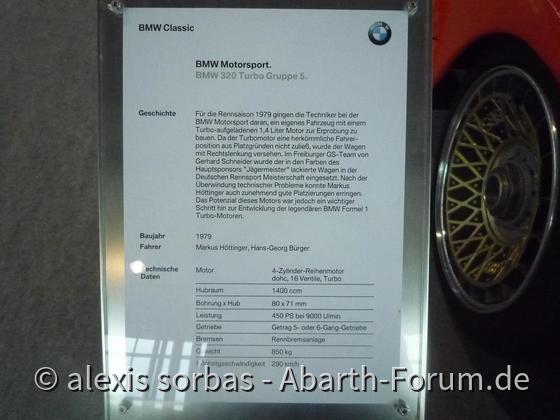 BMW Classic
BMW Motorsport.
BMW 320 Turbo Gruppe 5.
Geschichte
Für die Rennsaison 1979 gingen die Techniker bei der
BMW Motorsport daran, ein eigenes Fahrzeug mit einem
Turbo-aufgeladenen 1,4 Liter Motor zur Erprobung zu
bauen. Da der Turbomotor eine herkömmliche Fahrer-
position aus Platzgründen nicht zuließ, wurde der Wagen
mit Rechtslenkung versehen. Im Freiburger GS-Team von
Gerhard Schneider wurde der in den Farben des
Hauptsponsors "Jägermeister" lackierte Wagen in der
Deutschen Rennsport Meisterschaft eingesetzt. Nach der
Überwindung technischer Probleme konnte Markus
Höttinger auch zunehmend gute Platzierungen erringen.
Das Potenzial dieses Motors war jedoch ein wichtiger
Schritt hin zur Entwicklung der legendären BMW Formel 1
Turbo-Motoren.
Baujahr 1979
Fahrer Markus Höttinger, Hans-Georg Bürger
Technische Daten
Motor 4-Zylinder-Reihenmotor
dohc, 16 Ventile, Turbo
Hubraum 1400 ccm
Bohrung x Hub 80 x 71 mm
Leistung 450 PS bei 9000 U/min
Getriebe Getrag 5- oder 6-Gang-Getriebe
Bremsen Rennbremsanlage
Gewicht 850 kg
Höchstgeschwindigkeit 290 km/h
© alexis sorbas - Abarth-Forum.de